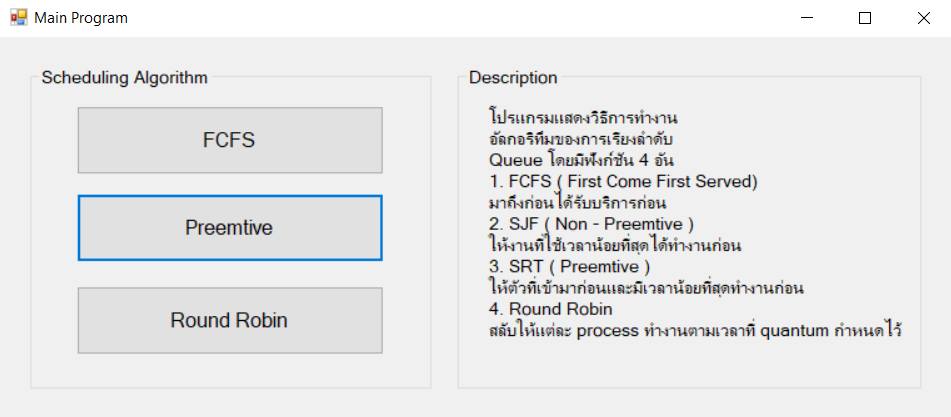 Main Program
Scheduling Algorithm
FCFS
Preemtive
Round Robin
Description
โปรแกรมแสดงวิธีการทำงาน
อัลกอริทึมของการเรียงลำดับ
Queue โดยมีฟังก์ชัน 4 อัน
1. FCFS ( First Come First Served)
มาถึงก่อนได้รับบริการก่อน
2. SJF ( Non - Preemtive )
ให้งานที่ใช้เวลาน้อยที่สุดได้ทำงานก่อน
3. SRT ( Preemtive )
ให้ตัวที่เข้ามาก่อนและมีเวลาน้อยที่สุดทำงานก่อน
4. Round Robin
สลับให้แต่ละ process ทำงานตามเวลาที่ quantum กำหนดไว้